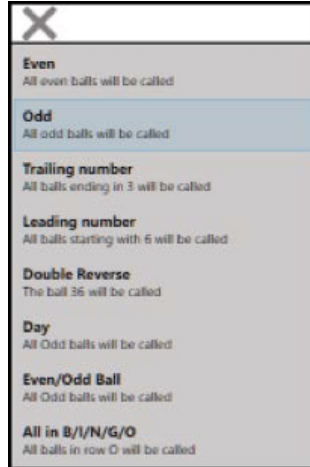 Even
All even balls will be called
Odd
All odd balls will be called
Trailing number
All balls ending in 3 will be called
Leading number
All balls starting with 6 will be called
Double Reverse
The ball 36 will be called
Day
All Odd balls will be called
Even/Odd Ball
All Odd balls will be called
All in B/I/N/G/O
All balls in row O will be called